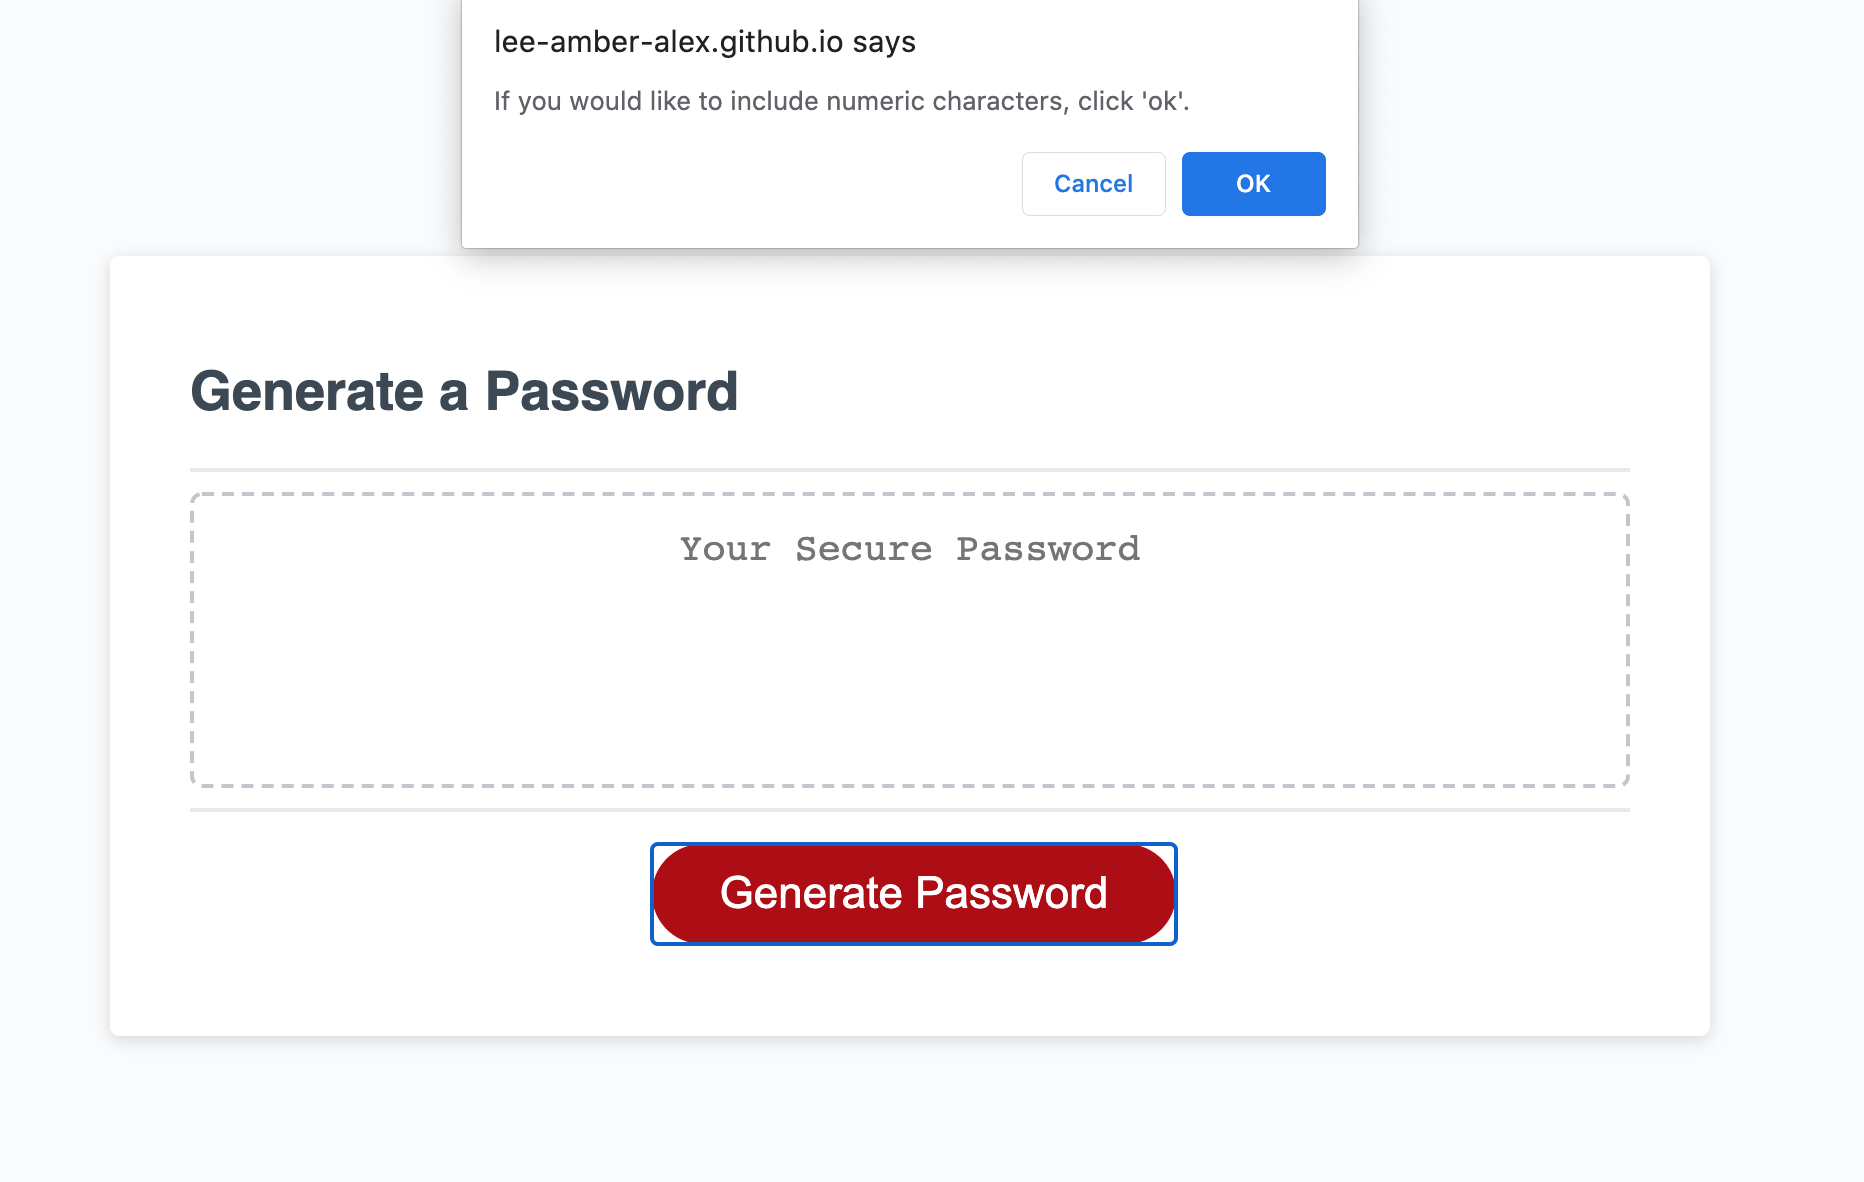 lee-amber-alex.github.io says
If you would like to include numeric characters, click 'ok'.
Cancel
OK
Generate a Password
Your Secure Password
Generate Password